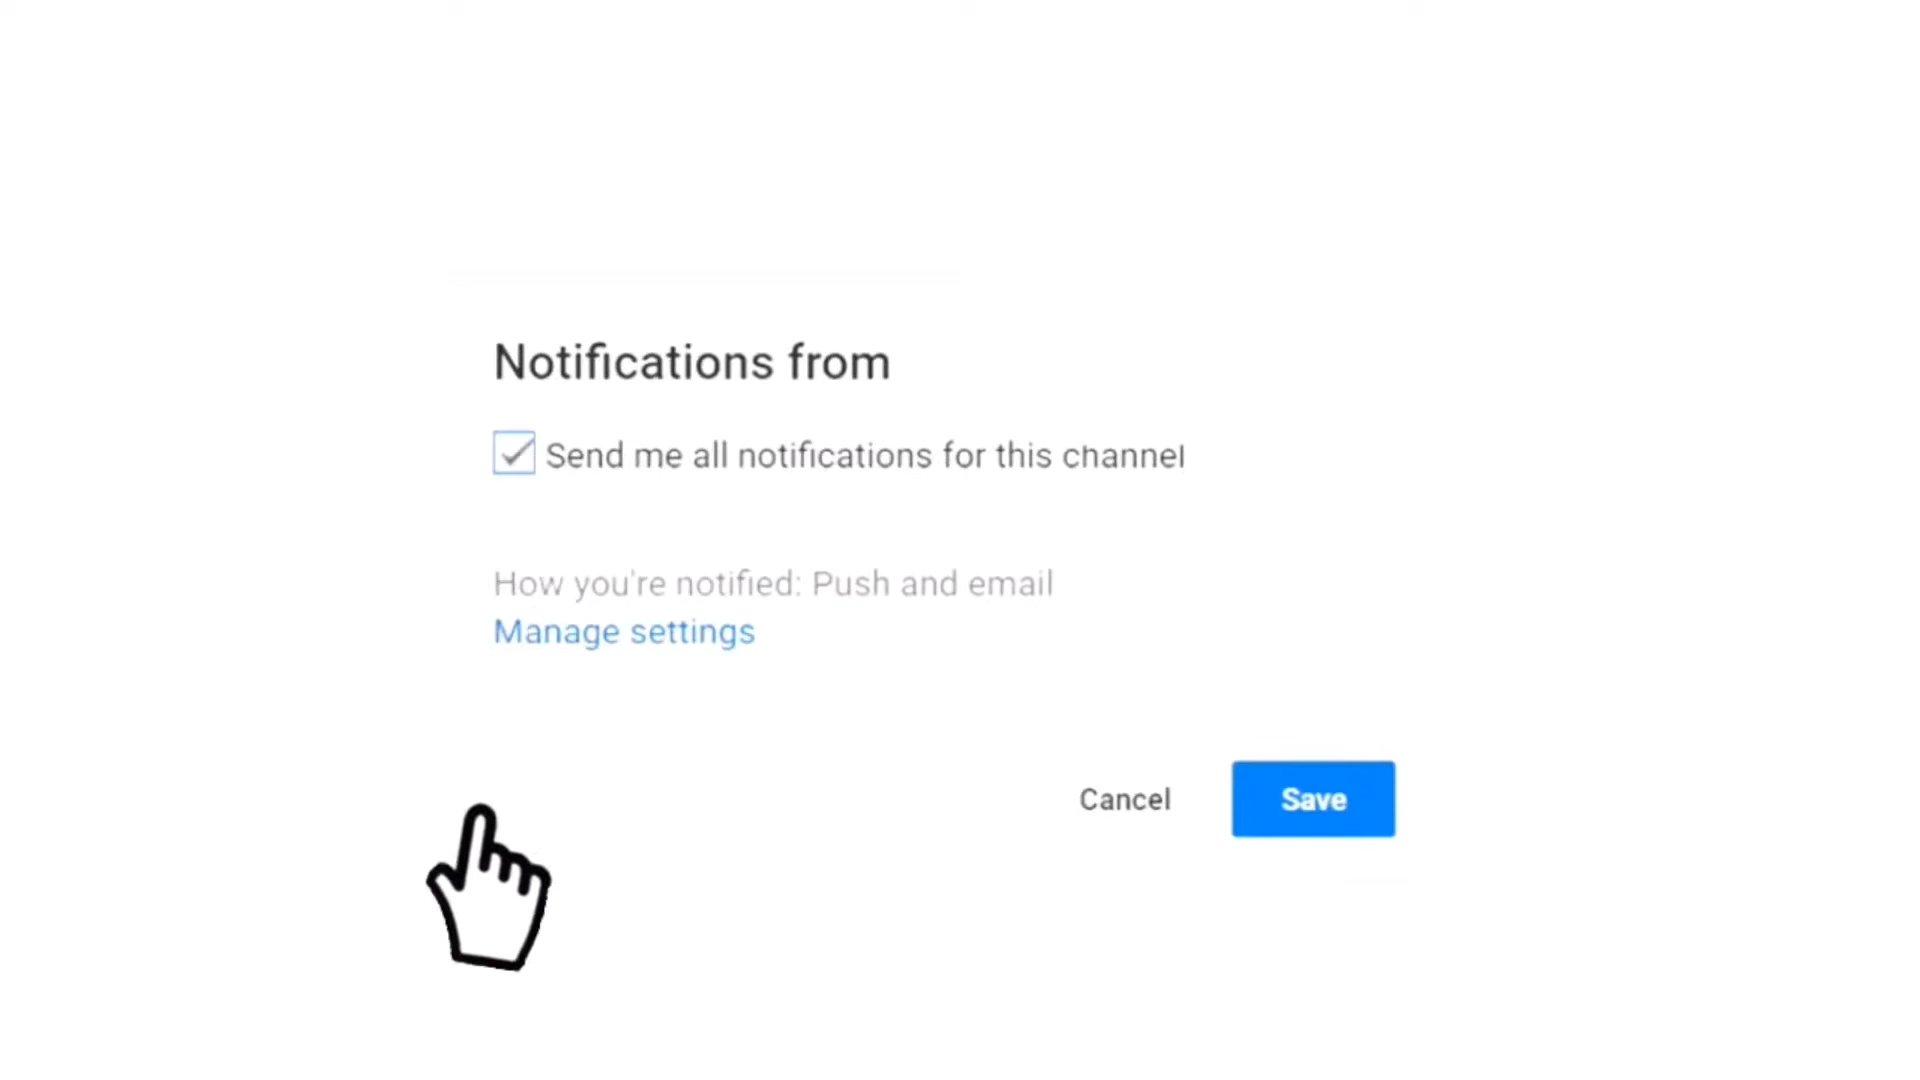 Notifications from
Send me all notifications for this channel
How you're notified: Push and email
Manage settings
Cancel
Save